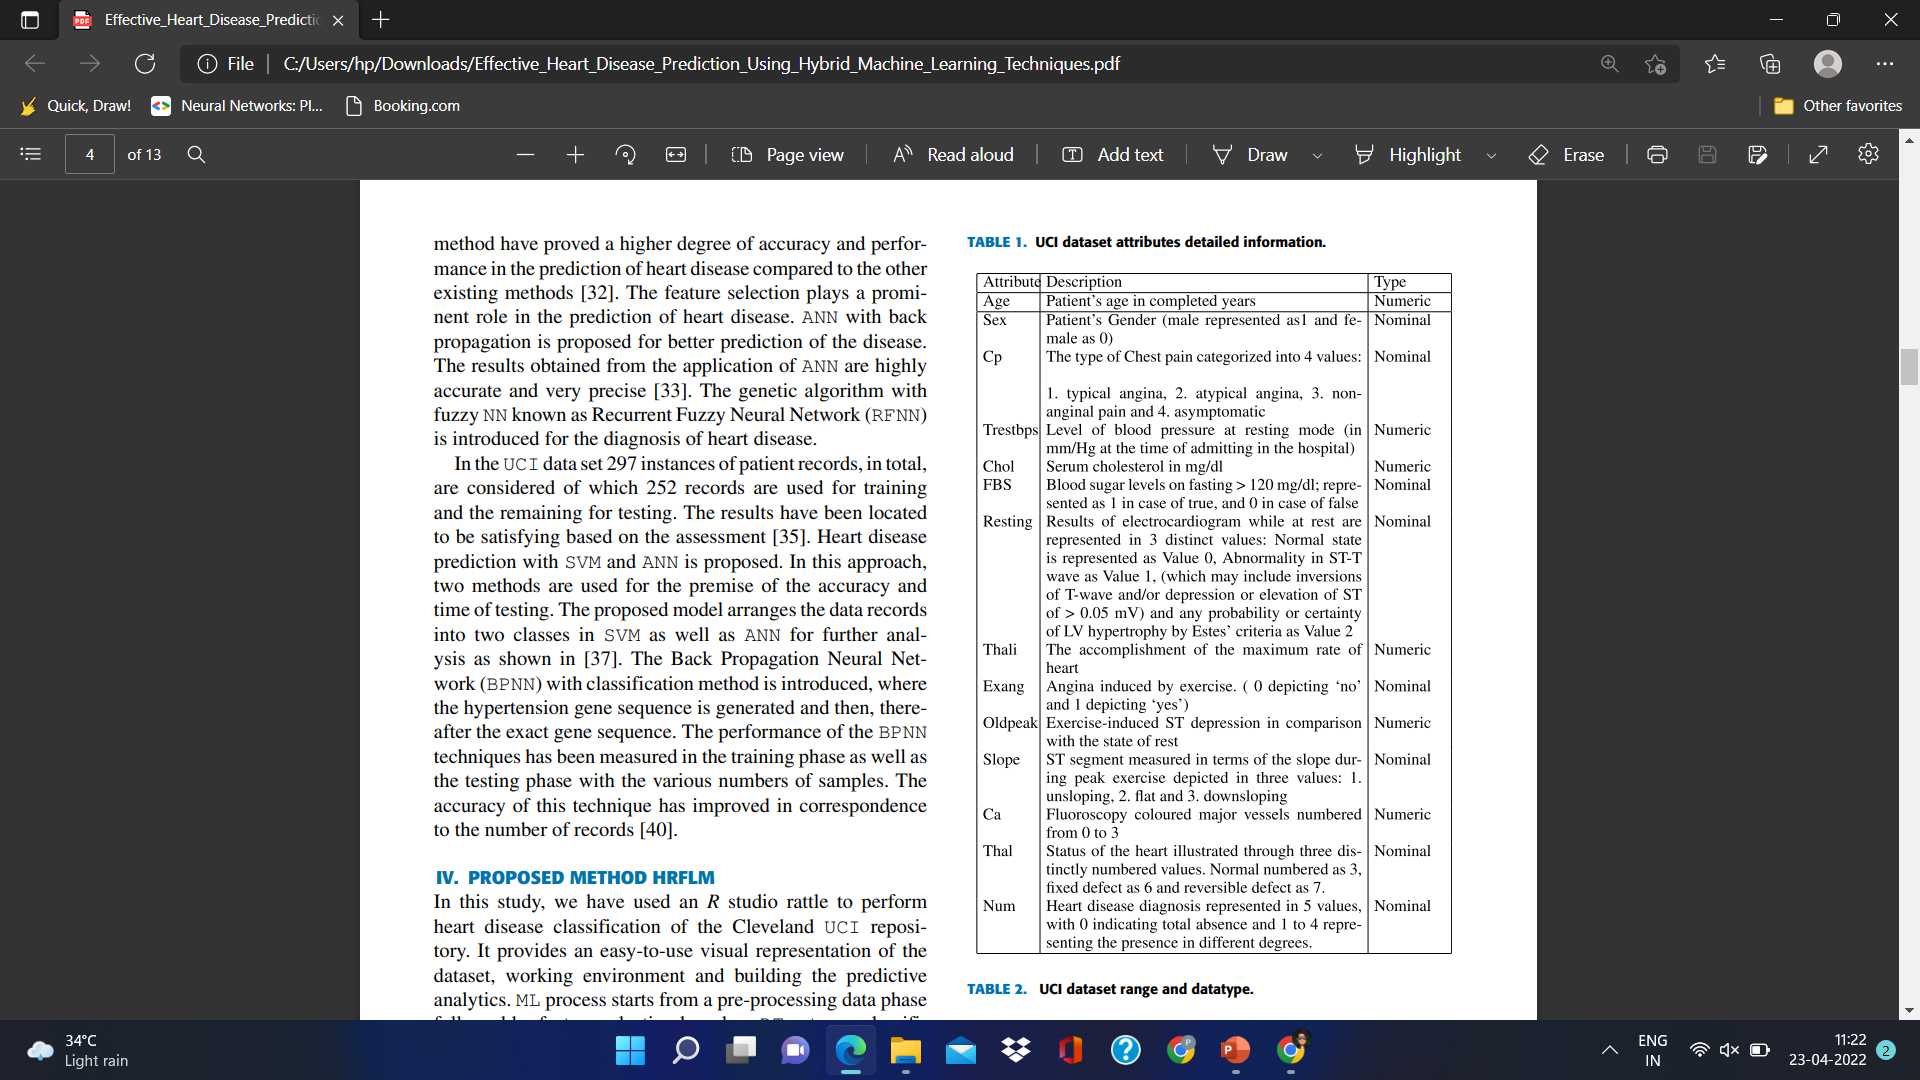 Effective_Heart_Disease_Predictic
File
C:/Users/hp/Downloads/Effective_Heart_Disease_Prediction_Using_Hybrid_Machine_Learning_Techniques.pdf
Quick, Draw!
Neural Networks: Pl...
Booking.com
Other favorites
4 of 13
Page view
Read aloud
Add text
Draw
Highlight
Erase
method have proved a higher degree of accuracy and perfor-
mance in the prediction of heart disease compared to the other
existing methods [32]. The feature selection plays a promi-
nent role in the prediction of heart disease. ANN with back
propagation is proposed for better prediction of the disease.
The results obtained from the application of ANN are highly
accurate and very precise [33]. The genetic algorithm with
fuzzy NN known as Recurrent Fuzzy Neural Network (RFNN)
is introduced for the diagnosis of heart disease.
In the UCI data set 297 instances of patient records, in total,
are considered of which 252 records are used for training
and the remaining for testing. The results have been located
to be satisfying based on the assessment [35]. Heart disease
prediction with SVM and ANN is proposed. In this approach,
two methods are used for the premise of the accuracy and
time of testing. The proposed model arranges the data records
into two classes in SVM as well as ANN for further anal-
ysis as shown in [37]. The Back Propagation Neural Net-
work (BPNN) with classification method is introduced, where
the hypertension gene sequence is generated and then, there-
after the exact gene sequence. The performance of the BPNN
techniques has been measured in the training phase as well as
the testing phase with the various numbers of samples. The
accuracy of this technique has improved in correspondence
to the number of records [40].
IV. PROPOSED METHOD HRFLM
In this study, we have used an R studio rattle to perform
heart disease classification of the Cleveland UCI reposi-
tory. It provides an easy-to-use visual representation of the
dataset, working environment and building the predictive
analytics. ML process starts from a pre-processing data phase
TABLE 1. UCI dataset attributes detailed information.
Attribute Description Type
Age Patient's age in completed years Numeric
Sex Patient's Gender (male represented as1 and fe- Nominal
male as 0)
Cp The type of Chest pain categorized into 4 values: Nominal
1. typical angina, 2. atypical angina, 3. non-
anginal pain and 4. asymptomatic
Trestbps Level of blood pressure at resting mode (in Numeric
mm/Hg at the time of admitting in the hospital)
Chol Serum cholesterol in mg/dl Numeric
FBS Blood sugar levels on fasting > 120 mg/dl; repre- Nominal
sented as 1 in case of true, and 0 in case of false
Resting Results of electrocardiogram while at rest are Nominal
represented in 3 distinct values: Normal state
is represented as Value 0, Abnormality in ST-T
wave as Value 1, (which may include inversions
of T-wave and/or depression or elevation of ST
of > 0.05 mV) and any probability or certainty
of LV hypertrophy by Estes' criteria as Value 2
Thali The accomplishment of the maximum rate of Numeric
heart
Exang Angina induced by exercise. ( 0 depicting ‘no’ Nominal
and 1 depicting ‘yes’)
Oldpeak Exercise-induced ST depression in comparison Numeric
with the state of rest
Slope ST segment measured in terms of the slope dur- Nominal
ing peak exercise depicted in three values: 1.
unsloping, 2. flat and 3. downsloping
Ca Fluoroscopy coloured major vessels numbered Numeric
from 0 to 3
Thal Status of the heart illustrated through three dis- Nominal
tinctly numbered values. Normal numbered as 3,
fixed defect as 6 and reversible defect as 7.
Num Heart disease diagnosis represented in 5 values, Nominal
with 0 indicating total absence and 1 to 4 repre-
senting the presence in different degrees.
TABLE 2. UCI dataset range and datatype.
34°C
Light rain
ENG
IN
11:22
23-04-2022
2